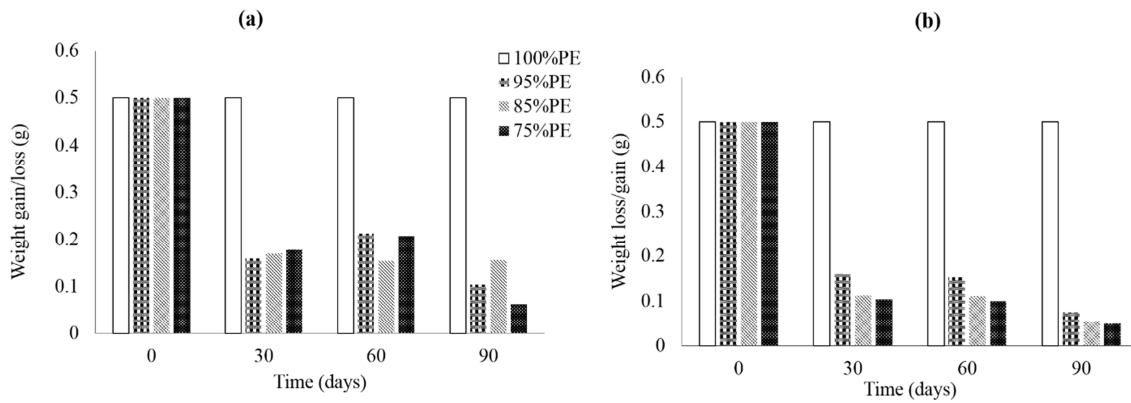 (a)
Weight gain/loss (g)
0.6
0.5
0.4
0.3
0.2
0.1
0
100%PE
95%PE
85%PE
75%PE
0 30 60 90
Time (days)
(b)
Weight loss/gain (g)
0.6
0.5
0.4
0.3
0.2
0.1
0
0 30 60 90
Time (days)